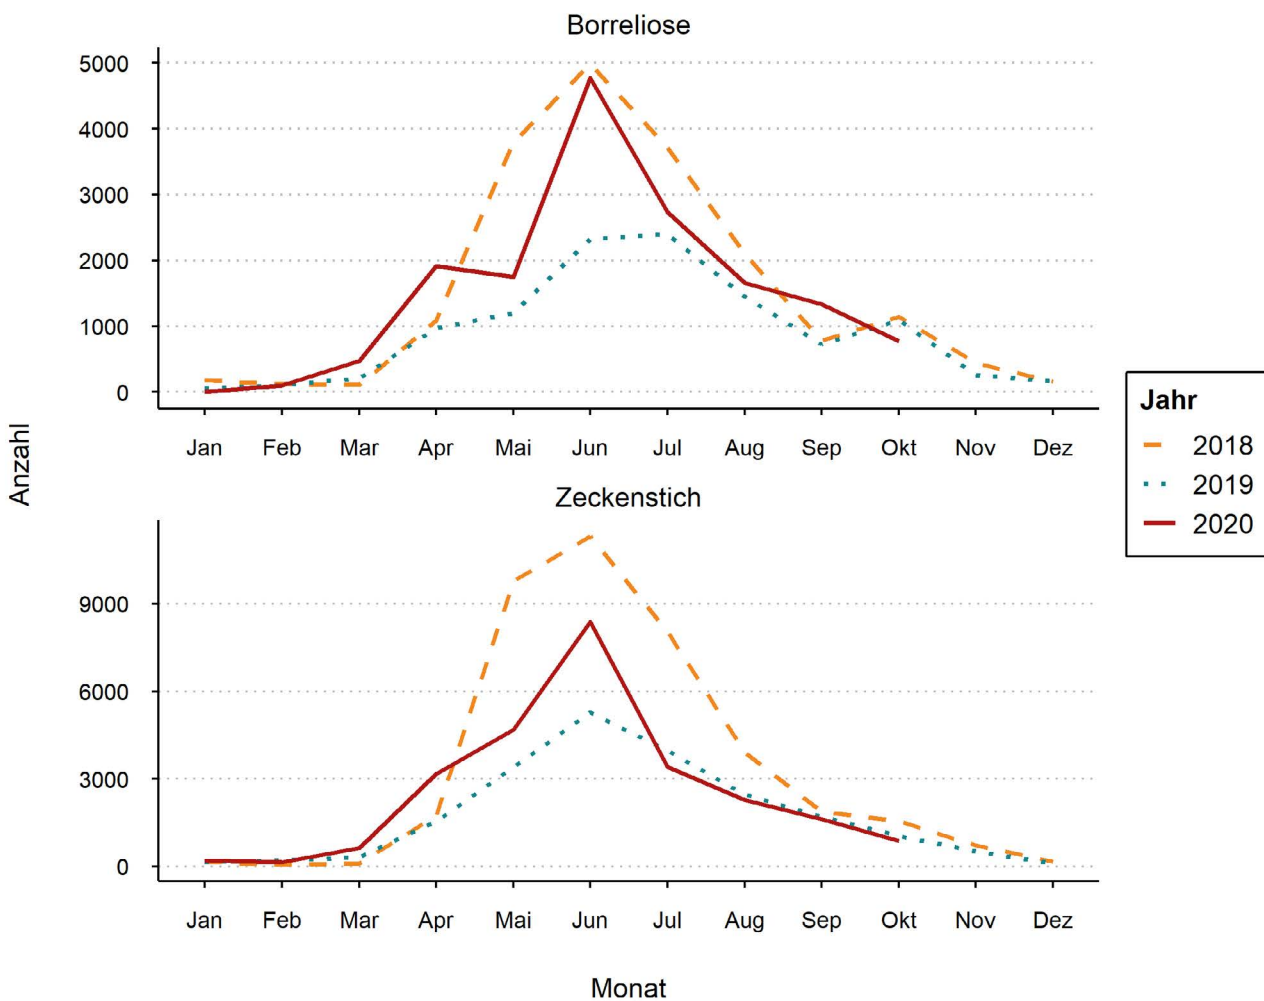 Borreliose
5000
4000
3000
2000
1000
0
Jan Feb Mar Apr Mai Jun Jul Aug Sep Okt Nov Dez
Anzahl
Zeckenstich
9000
6000
3000
0
Jan Feb Mar Apr Mai Jun Jul Aug Sep Okt Nov Dez
Monat
Jahr
2018
2019
2020